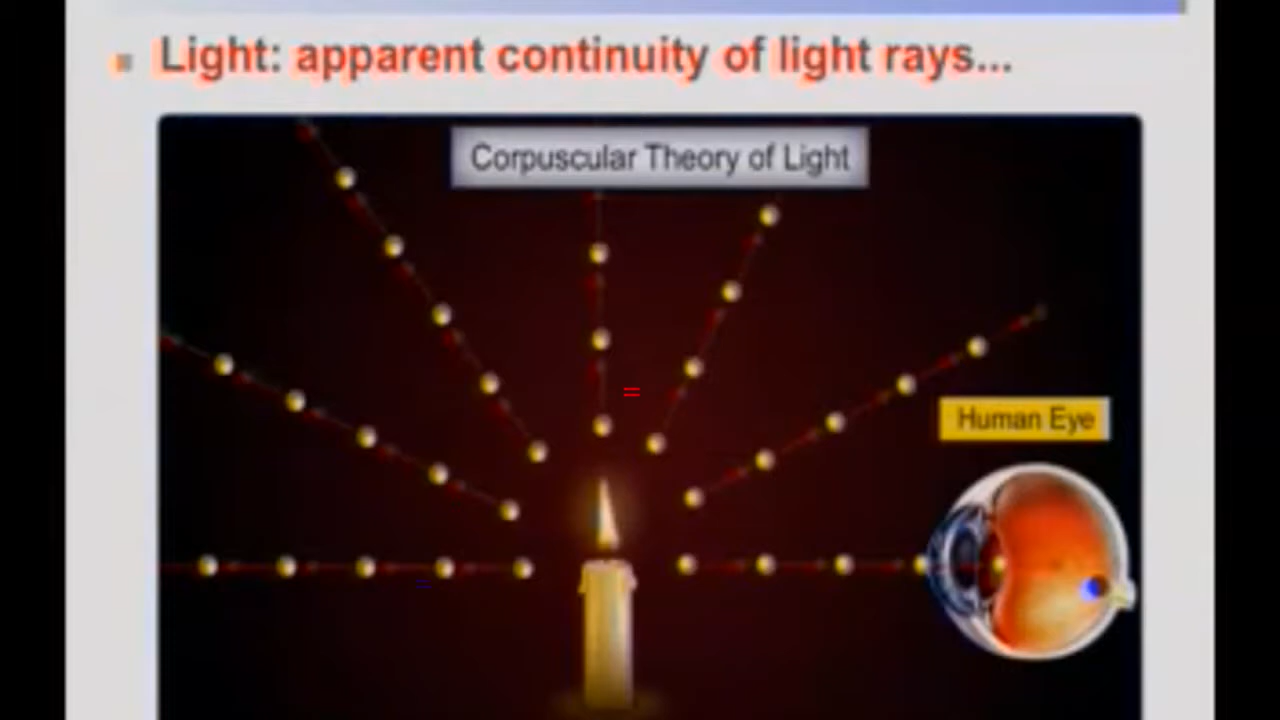 Light: apparent continuity of light rays...
Corpuscular Theory of Light
=
Human Eye
=